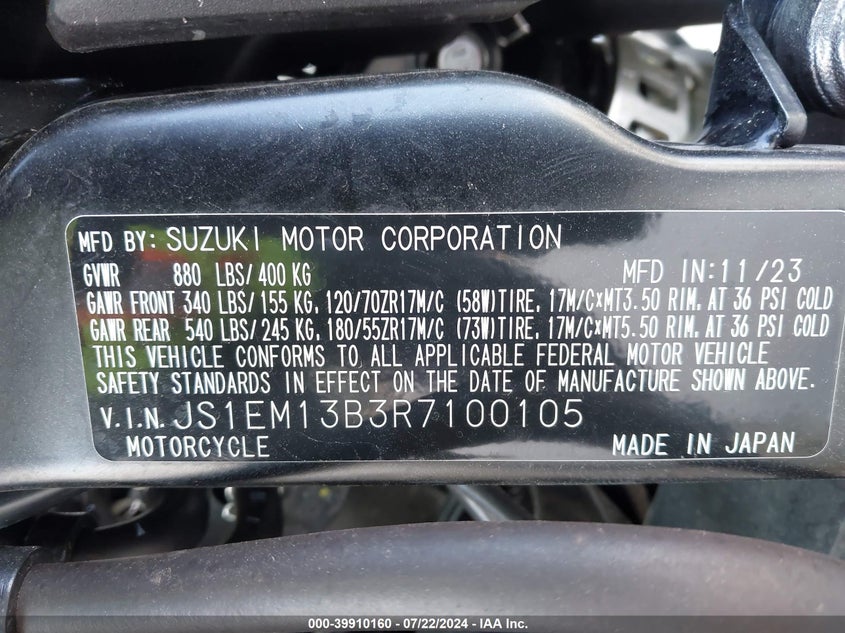 MFD BY: SUZUKI MOTOR CORPORATION
GVWR 880 LBS/400 KG MFD IN:11/23
GAWR FRONT 340 LBS/155 KG, 120/70ZR17M/C (58W)TIRE, 17M/C×MT3.50 RIM, AT 36 PSI COLD
GAWR REAR 540 LBS/245 KG, 180/55ZR17M/C (73W)TIRE, 17M/C×MT5.50 RIM, AT 36 PSI COLD
THIS VEHICLE CONFORMS TO ALL APPLICABLE FEDERAL MOTOR VEHICLE
SAFETY STANDARDS IN EFFECT ON THE DATE OF MANUFACTURE SHOWN ABOVE.
V.I.N. JS1EM13B3R7100105
MOTORCYCLE MADE IN JAPAN
000-39910160 - 07/22/2024 - IAA Inc.